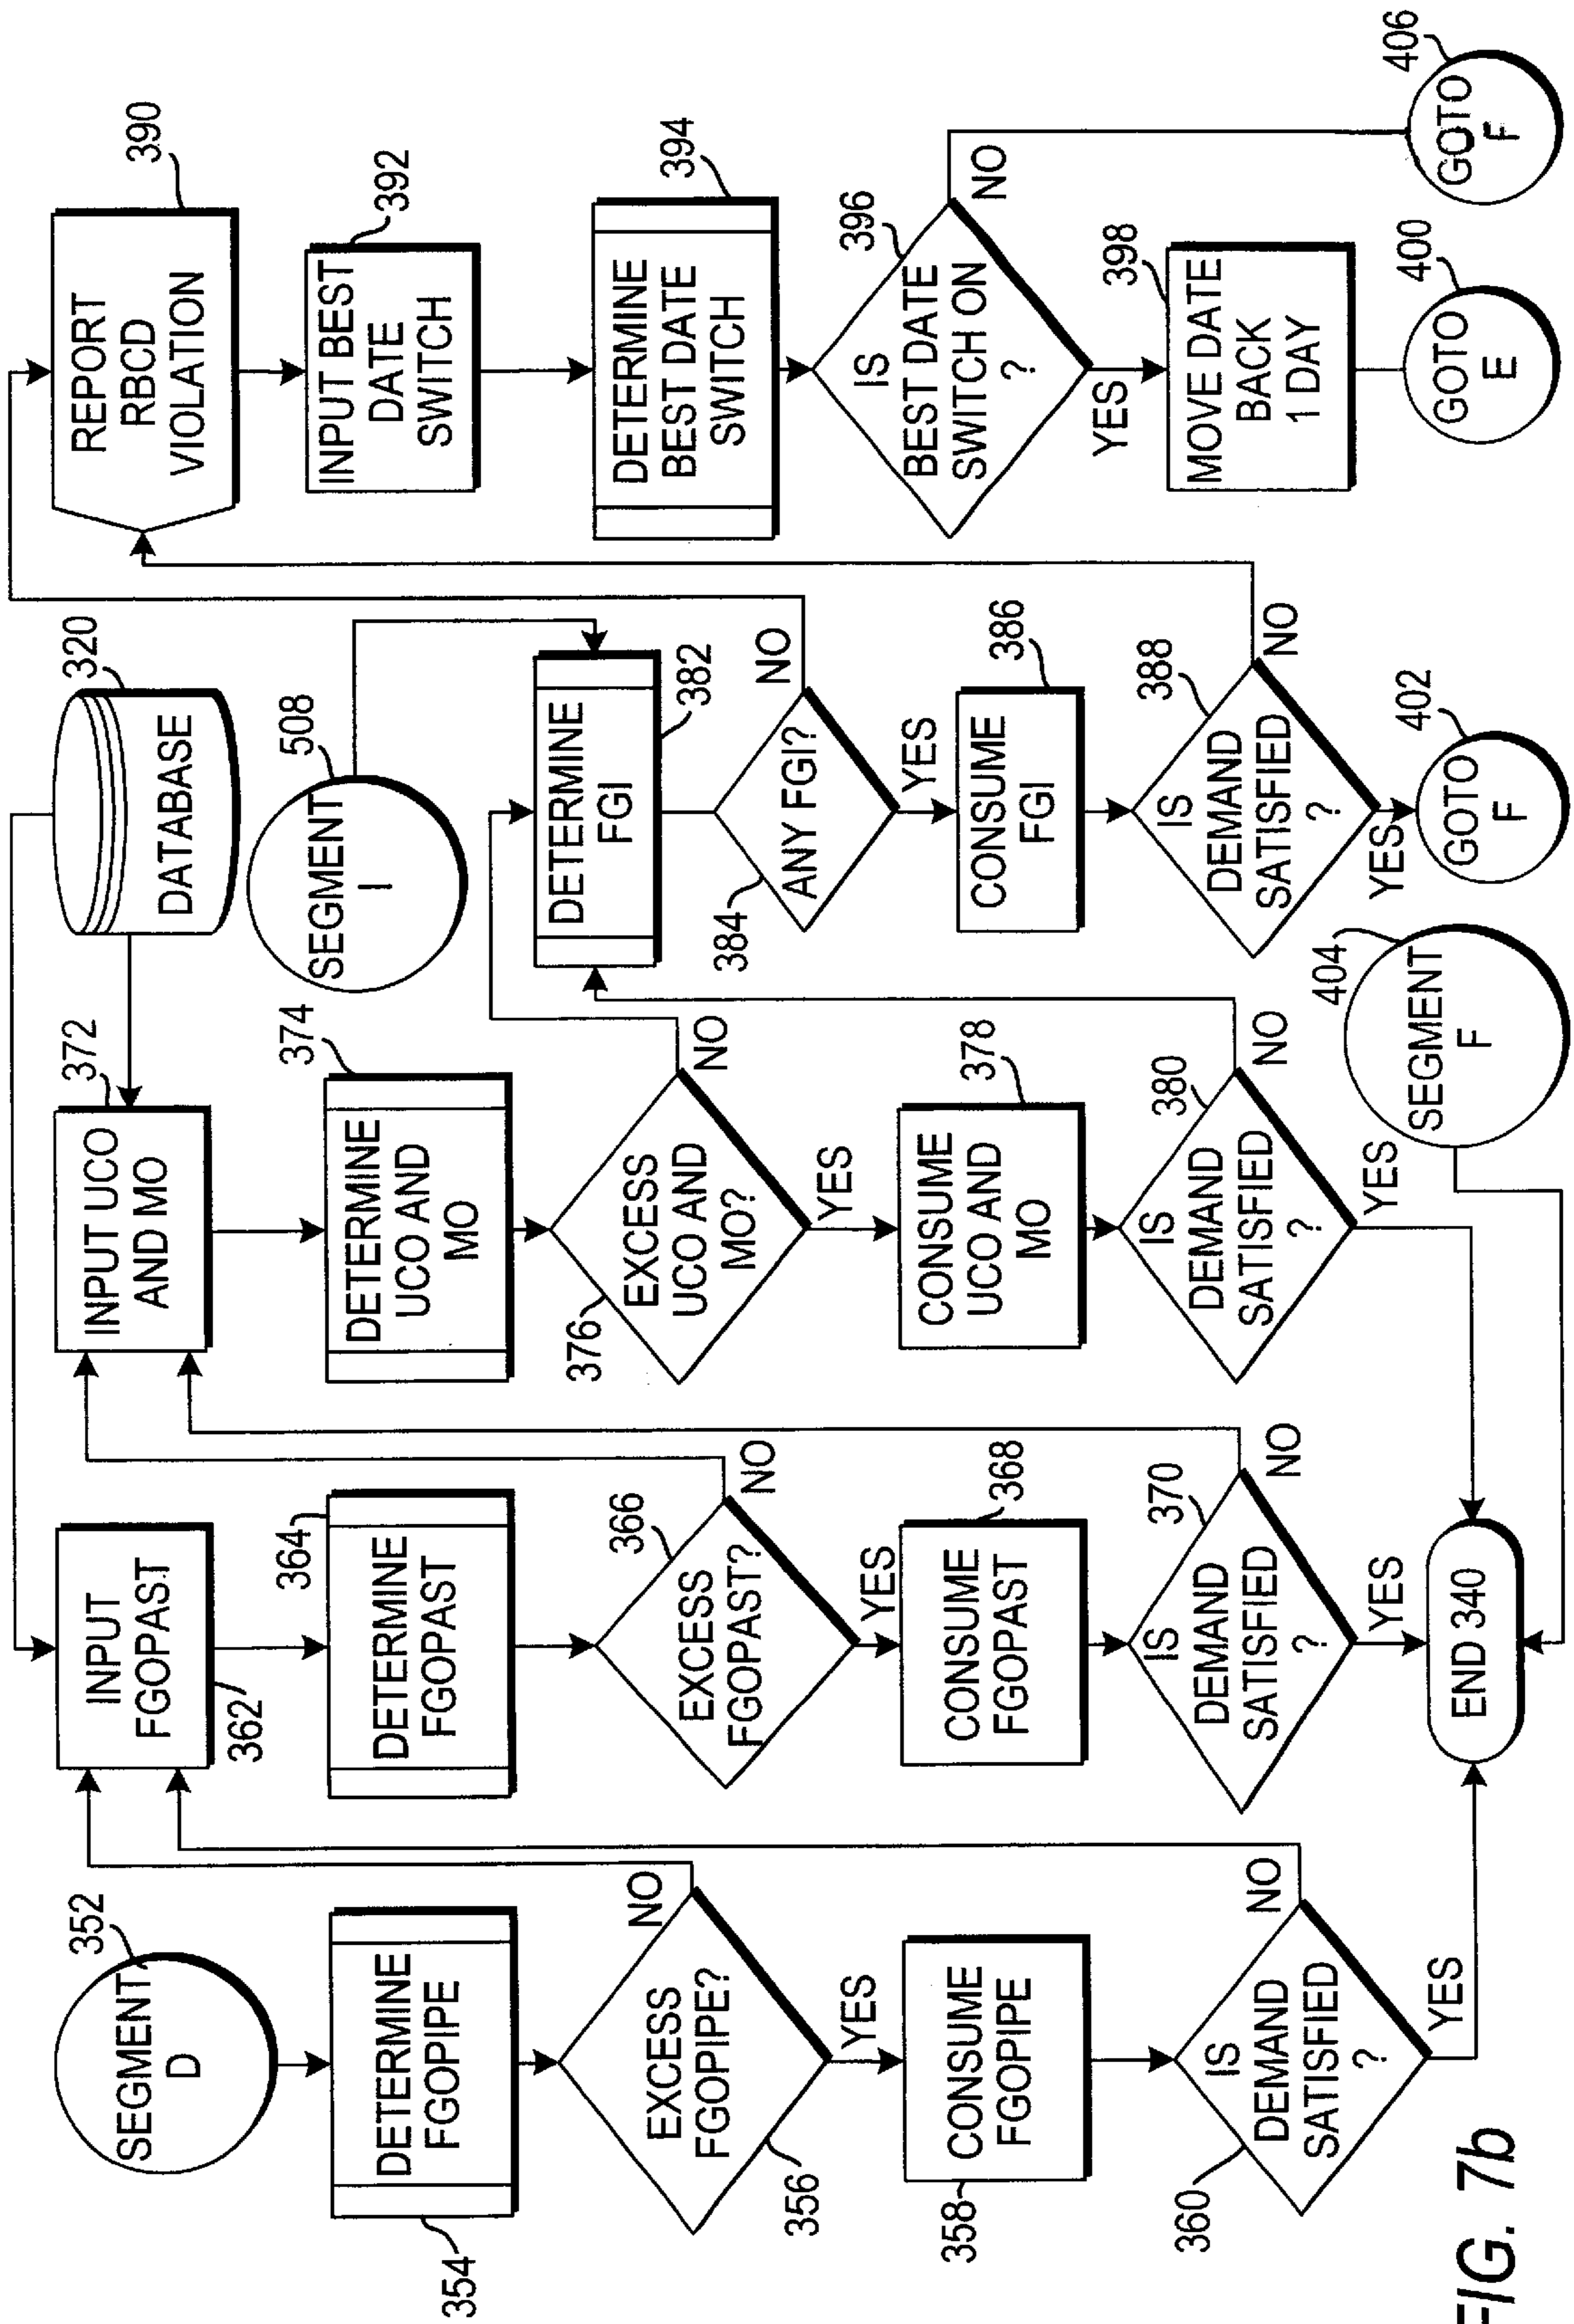 352
SEGMENT
D
DETERMINE
FGOPIPE
354
EXCESS
FGOPIPE?
NO
YES
356
CONSUME
FGOPIPE
358
IS
DEMAND
SATISFIED
?
NO
YES
360
INPUT
FGOPAST
362
364
DETERMINE
FGOPAST
366
EXCESS
FGOPAST?
NO
YES
CONSUME
FGOPAST
368
370
IS
DEMAND
SATISFIED
?
NO
YES
END 340
372
INPUT UCO
AND MO
374
DETERMINE
UCO AND
MO
376
EXCESS
UCO AND
MO?
NO
YES
378
CONSUME
UCO AND
MO
380
IS
DEMAND
SATISFIED
?
NO
YES
404
SEGMENT
F
320
DATABASE
508
SEGMENT
I
DETERMINE
FGI
382
384
ANY FGI?
NO
YES
386
CONSUME
FGI
388
IS
DEMAND
SATISFIED
?
NO
YES
402
GOTO
F
390
REPORT
RBCD
VIOLATION
392
INPUT BEST
DATE
SWITCH
394
DETERMINE
BEST DATE
SWITCH
396
IS
BEST DATE
SWITCH ON
?
NO
YES
398
MOVE DATE
BACK
1 DAY
400
GOTO
E
406
GOTO
F
FIG. 7b